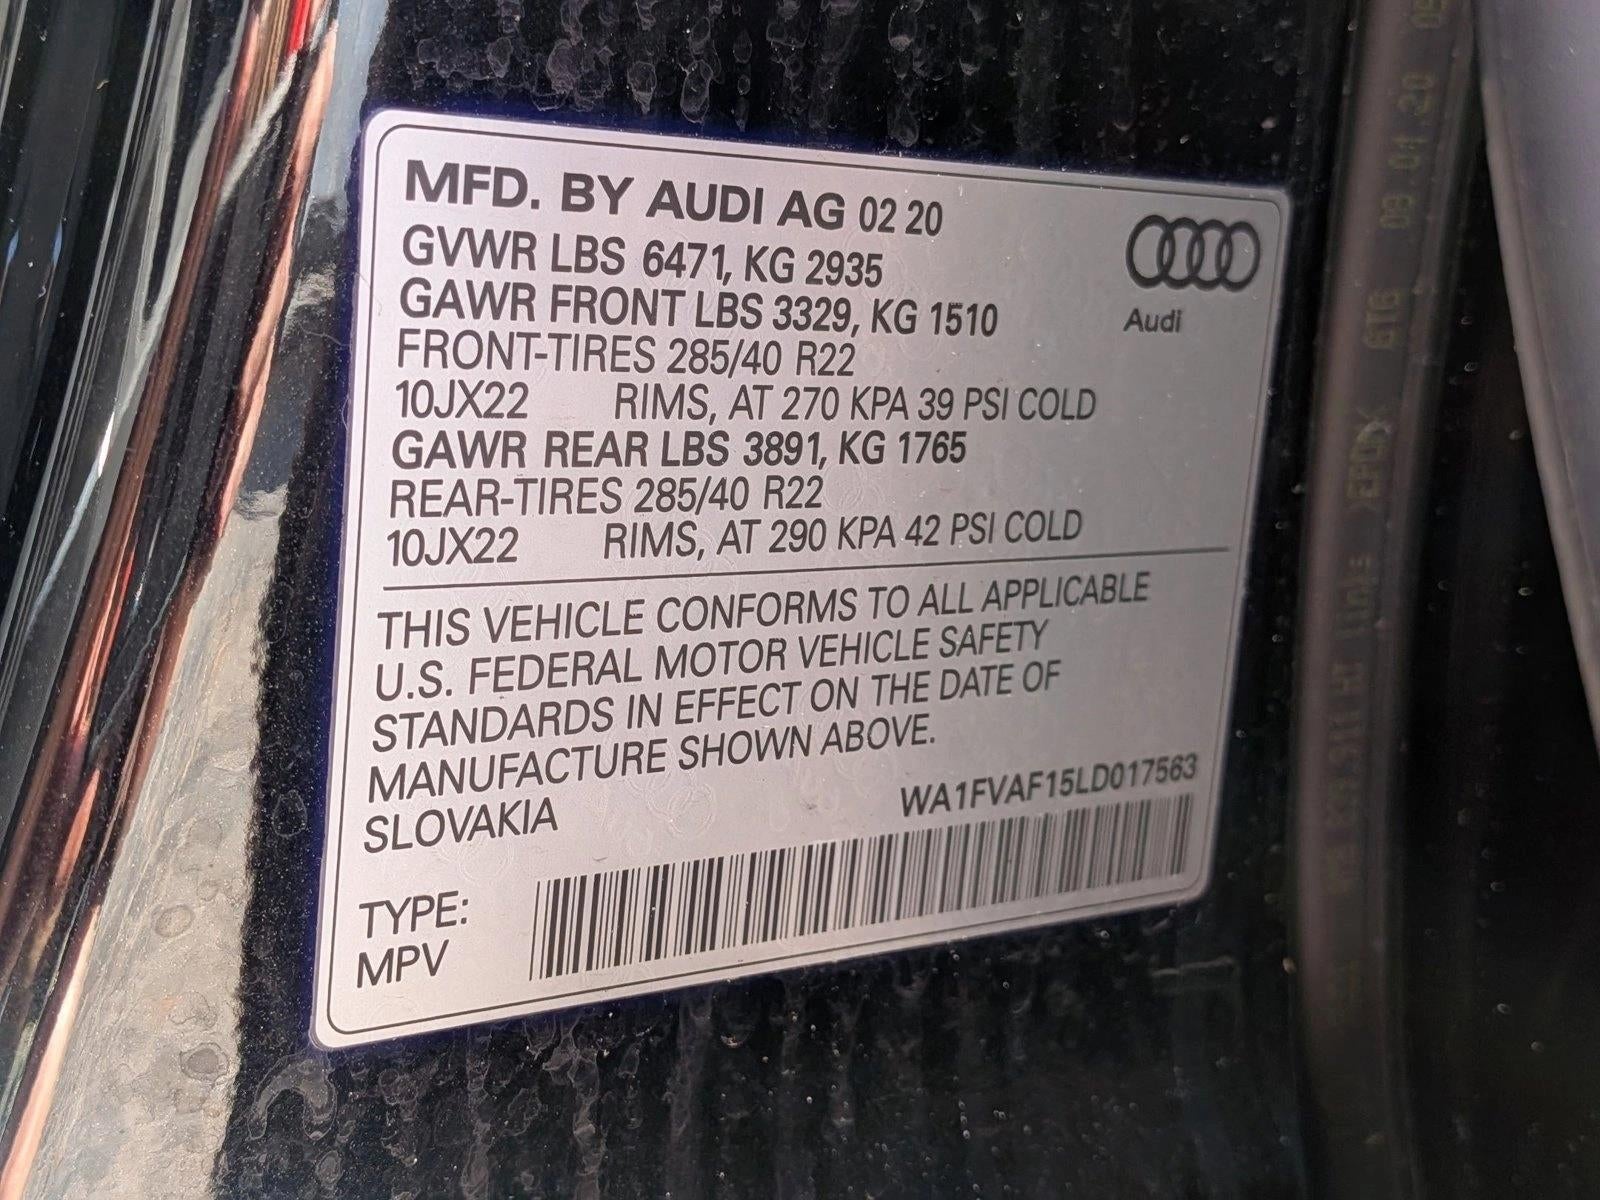 MFD. BY AUDI AG 02 20
GVWR LBS 6471, KG 2935
GAWR FRONT LBS 3329, KG 1510
FRONT-TIRES 285/40 R22
10JX22 RIMS, AT 270 KPA 39 PSI COLD
GAWR REAR LBS 3891, KG 1765
REAR-TIRES 285/40 R22
10JX22 RIMS, AT 290 KPA 42 PSI COLD
Audi
THIS VEHICLE CONFORMS TO ALL APPLICABLE
U.S. FEDERAL MOTOR VEHICLE SAFETY
STANDARDS IN EFFECT ON THE DATE OF
MANUFACTURE SHOWN ABOVE.
SLOVAKIA
WA1FVAF15LD017563
TYPE:
MPV